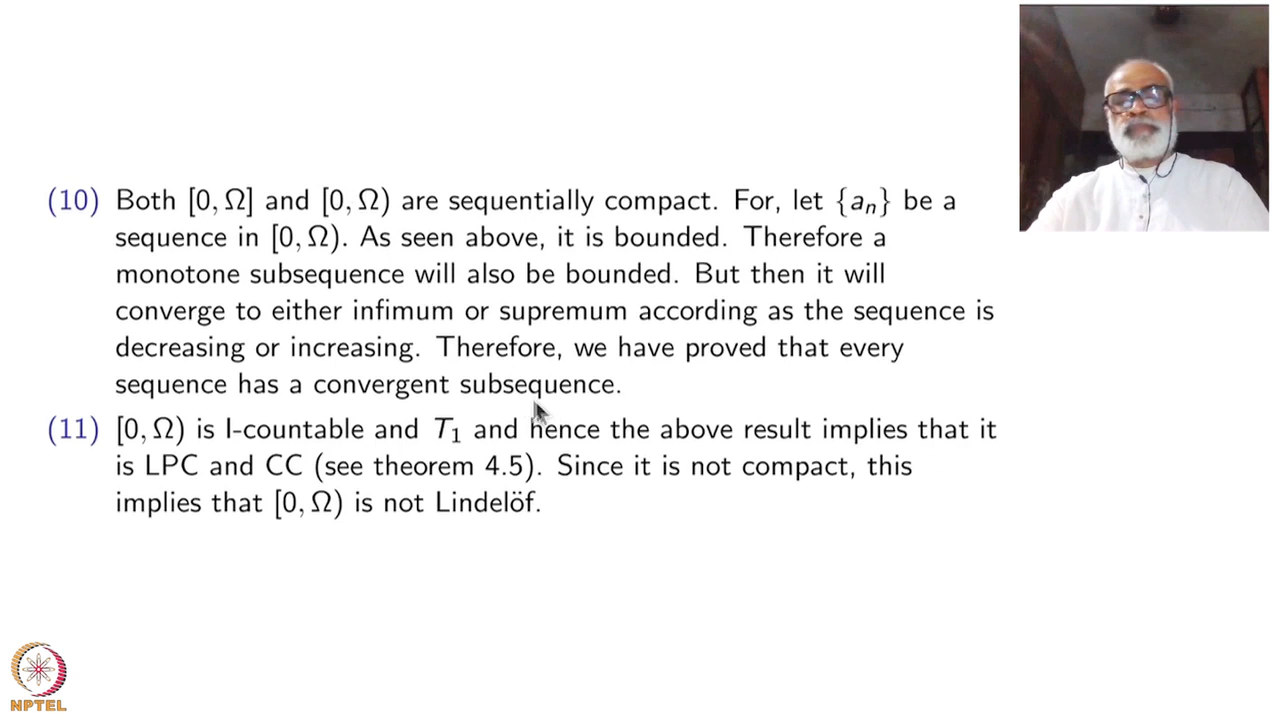 (10) Both [0, Ω] and [0, Ω) are sequentially compact. For, let {aₙ} be a
sequence in [0, Ω). As seen above, it is bounded. Therefore a
monotone subsequence will also be bounded. But then it will
converge to either infimum or supremum according as the sequence is
decreasing or increasing. Therefore, we have proved that every
sequence has a convergent subsequence.
(11) [0, Ω) is I-countable and T₁ and hence the above result implies that it
is LPC and CC (see theorem 4.5). Since it is not compact, this
implies that [0, Ω) is not Lindelöf.
NPTEL